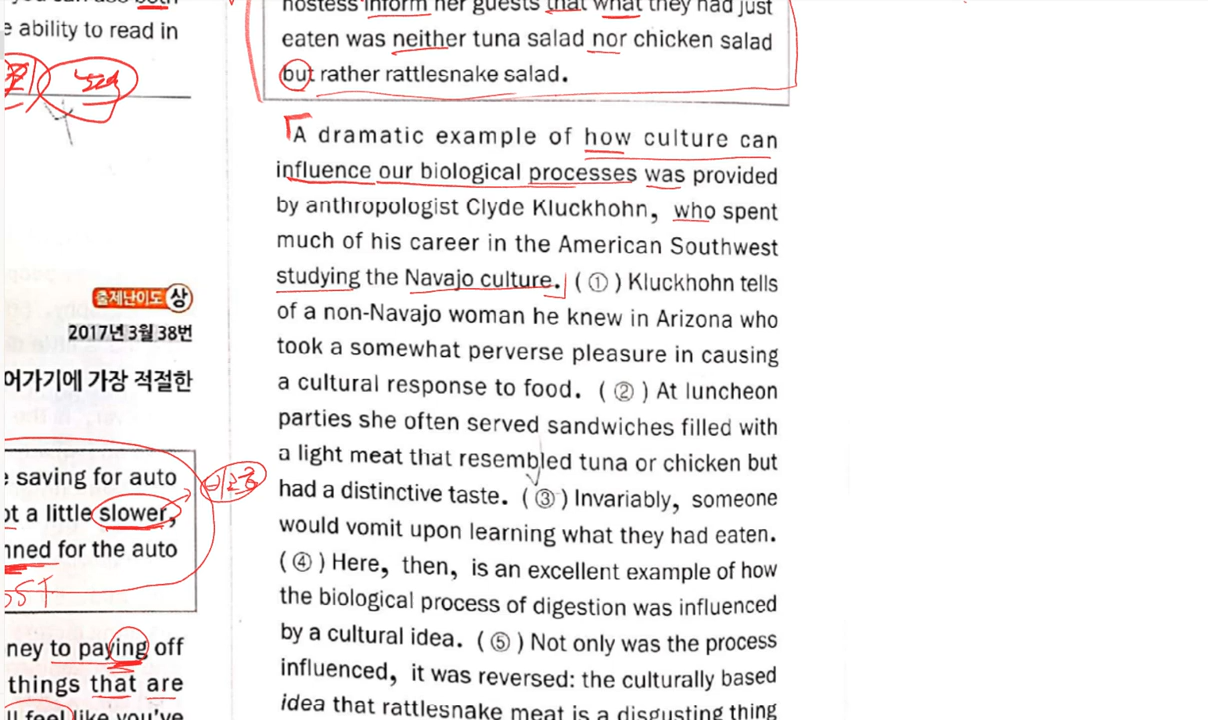 you can use both
e ability to read in
출제난이도 상
2017년 3월 38번
어가기에 가장 적절한
e saving for auto
ot a little slower,
nned for the auto
ney to paying off
things that are
ll feel like you've
hostess inform her guests that what they had just
eaten was neither tuna salad nor chicken salad
but rather rattlesnake salad.
A dramatic example of how culture can
influence our biological processes was provided
by anthropologist Clyde Kluckhohn, who spent
much of his career in the American Southwest
studying the Navajo culture. ( ① ) Kluckhohn tells
of a non-Navajo woman he knew in Arizona who
took a somewhat perverse pleasure in causing
a cultural response to food. ( ② ) At luncheon
parties she often served sandwiches filled with
a light meat that resembled tuna or chicken but
had a distinctive taste. ( ③ ) Invariably, someone
would vomit upon learning what they had eaten.
( ④ ) Here, then, is an excellent example of how
the biological process of digestion was influenced
by a cultural idea. ( ⑤ ) Not only was the process
influenced, it was reversed: the culturally based
idea that rattlesnake meat is a disgusting thing